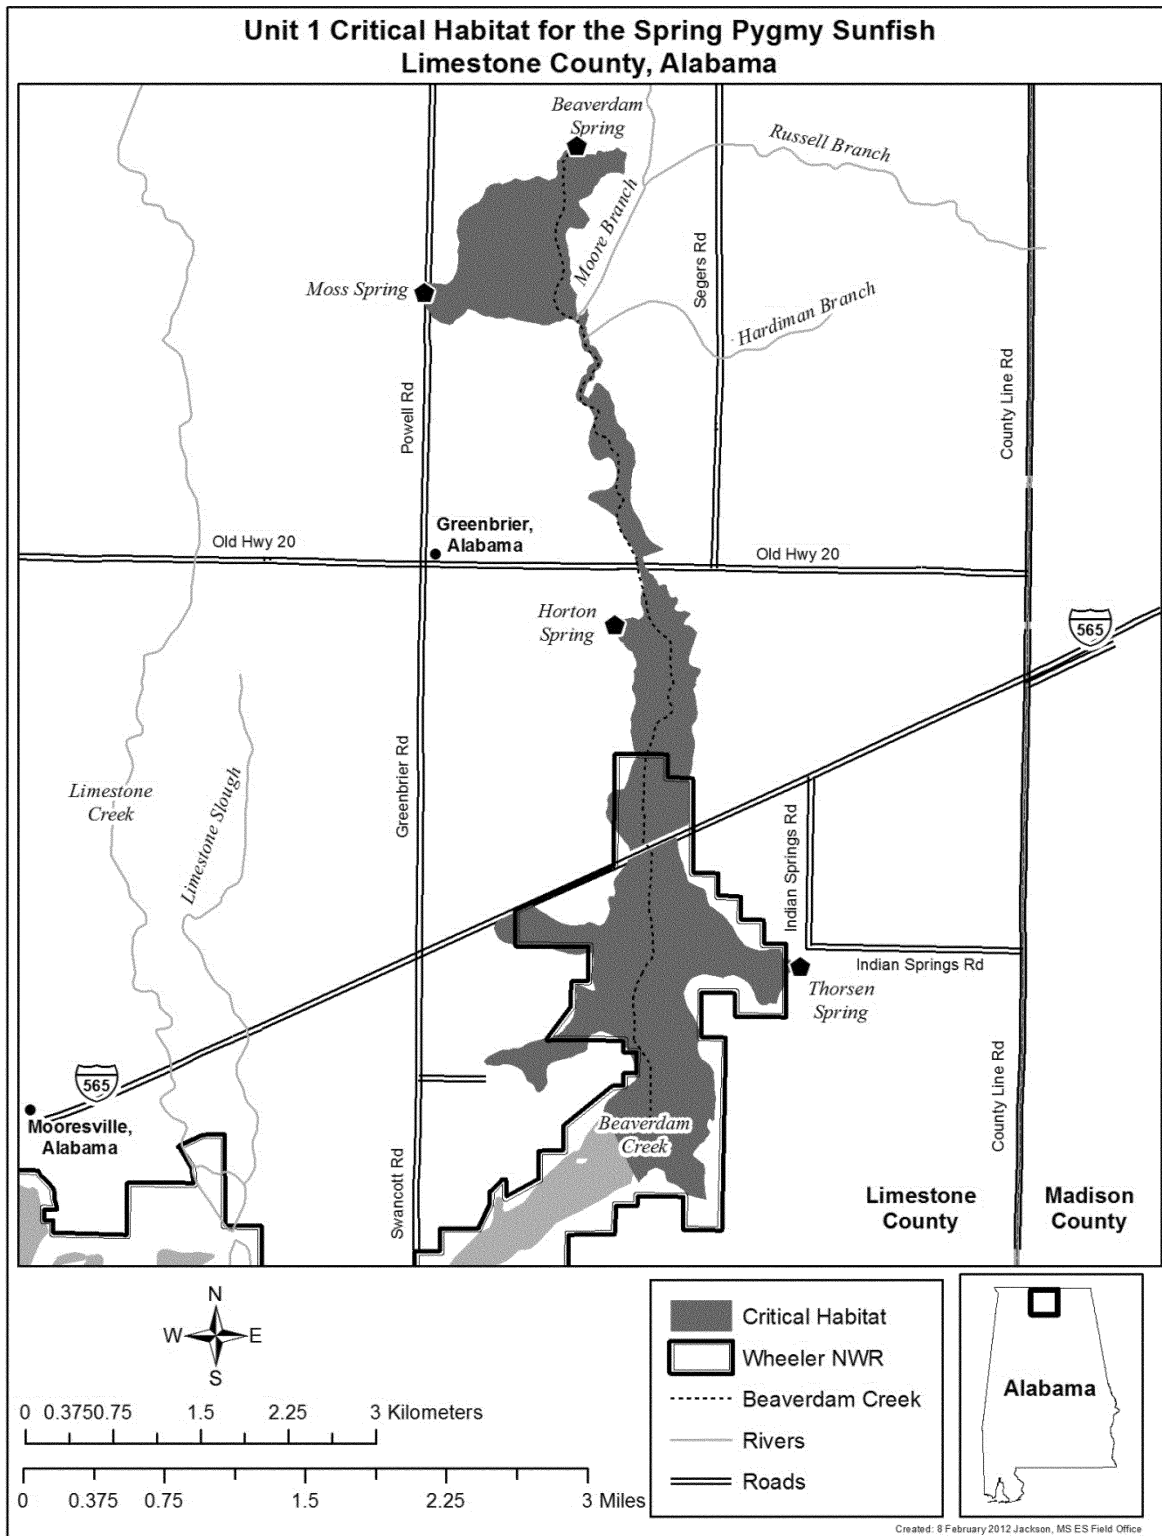 Unit 1 Critical Habitat for the Spring Pygmy Sunfish
Limestone County, Alabama
Beaverdam
Spring
Russell Branch
Moore Branch
Segers Rd
Moss Spring
Hardiman Branch
Powell Rd
County Line Rd
Greenbrier,
Alabama
Old Hwy 20
Old Hwy 20
Horton
Spring
565
Limestone
Creek
Limestone Slough
Greenbrier Rd
Indian Springs Rd
Indian Springs Rd
Thorsen
Spring
County Line Rd
565
Mooresville,
Alabama
Beaverdam
Creek
Swancott Rd
Limestone
County
Madison
County
N
W
E
S
0 0.375 0.75 1.5 2.25 3 Kilometers
0 0.375 0.75 1.5 2.25 3 Miles
Critical Habitat
Wheeler NWR
Beaverdam Creek
Rivers
Roads
Alabama
Created: 8 February 2012 Jackson, MS ES Field Office